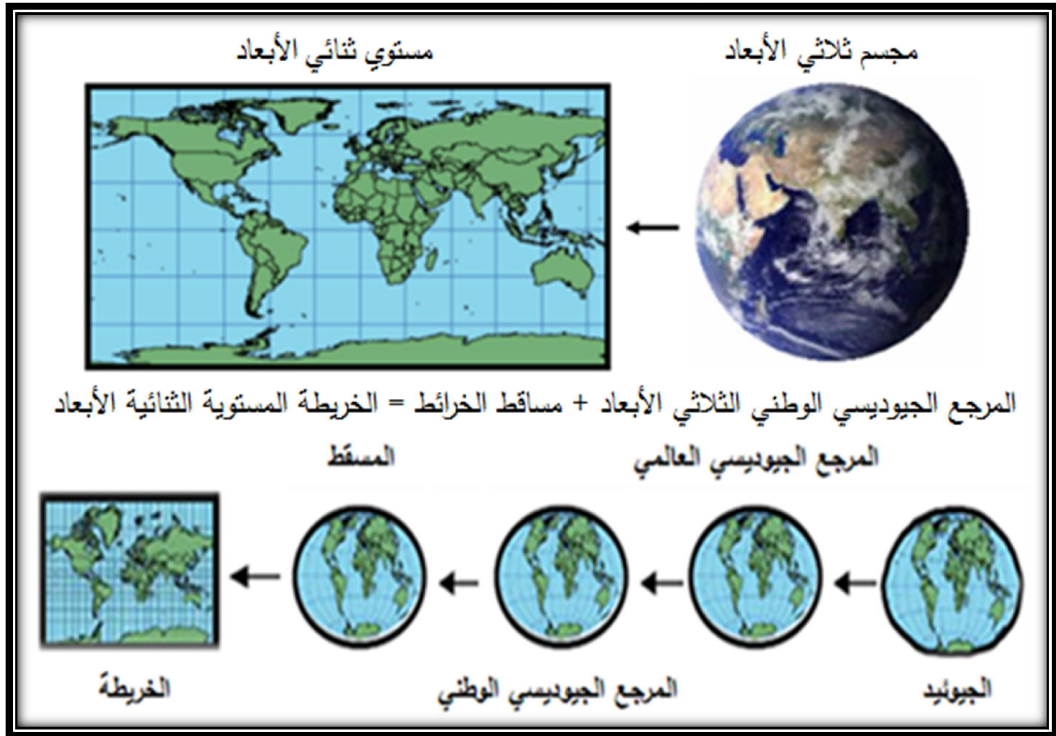 مجسم ثلاثي الأبعاد
مستوي ثنائي الأبعاد
المرجع الجيوديسي الوطني الثلاثي الأبعاد + مساقط الخرائط = الخريطة المستوية الثنائية الأبعاد
المرجع الجيوديسي العالمي
المسقط
الجيوئيد
المرجع الجيوديسي الوطني
الخريطة